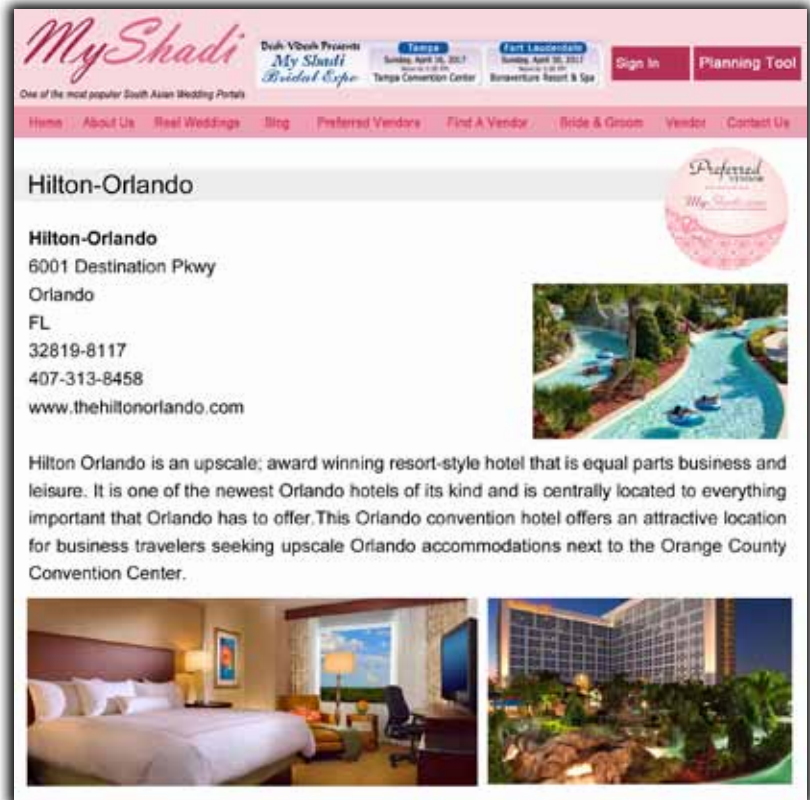 MyShadi
One of the most popular South Asian Wedding Portals
Desh-Videsh Presents
My Shadi
Bridal Expo
Tampa
Sunday, April 16, 2017
Tampa Convention Center
Fort Lauderdale
Sunday, April 30, 2017
Bonaventure Resort & Spa
Sign In
Planning Tool
Home About Us Real Weddings Blog Preferred Vendors Find A Vendor Bride & Groom Vendor Contact Us
Preferred
VENDOR
MyShadi.com
Hilton-Orlando
Hilton-Orlando
6001 Destination Pkwy
Orlando
FL
32819-8117
407-313-8458
www.thehiltonorlando.com
Hilton Orlando is an upscale; award winning resort-style hotel that is equal parts business and
leisure. It is one of the newest Orlando hotels of its kind and is centrally located to everything
important that Orlando has to offer.This Orlando convention hotel offers an attractive location
for business travelers seeking upscale Orlando accommodations next to the Orange County
Convention Center.